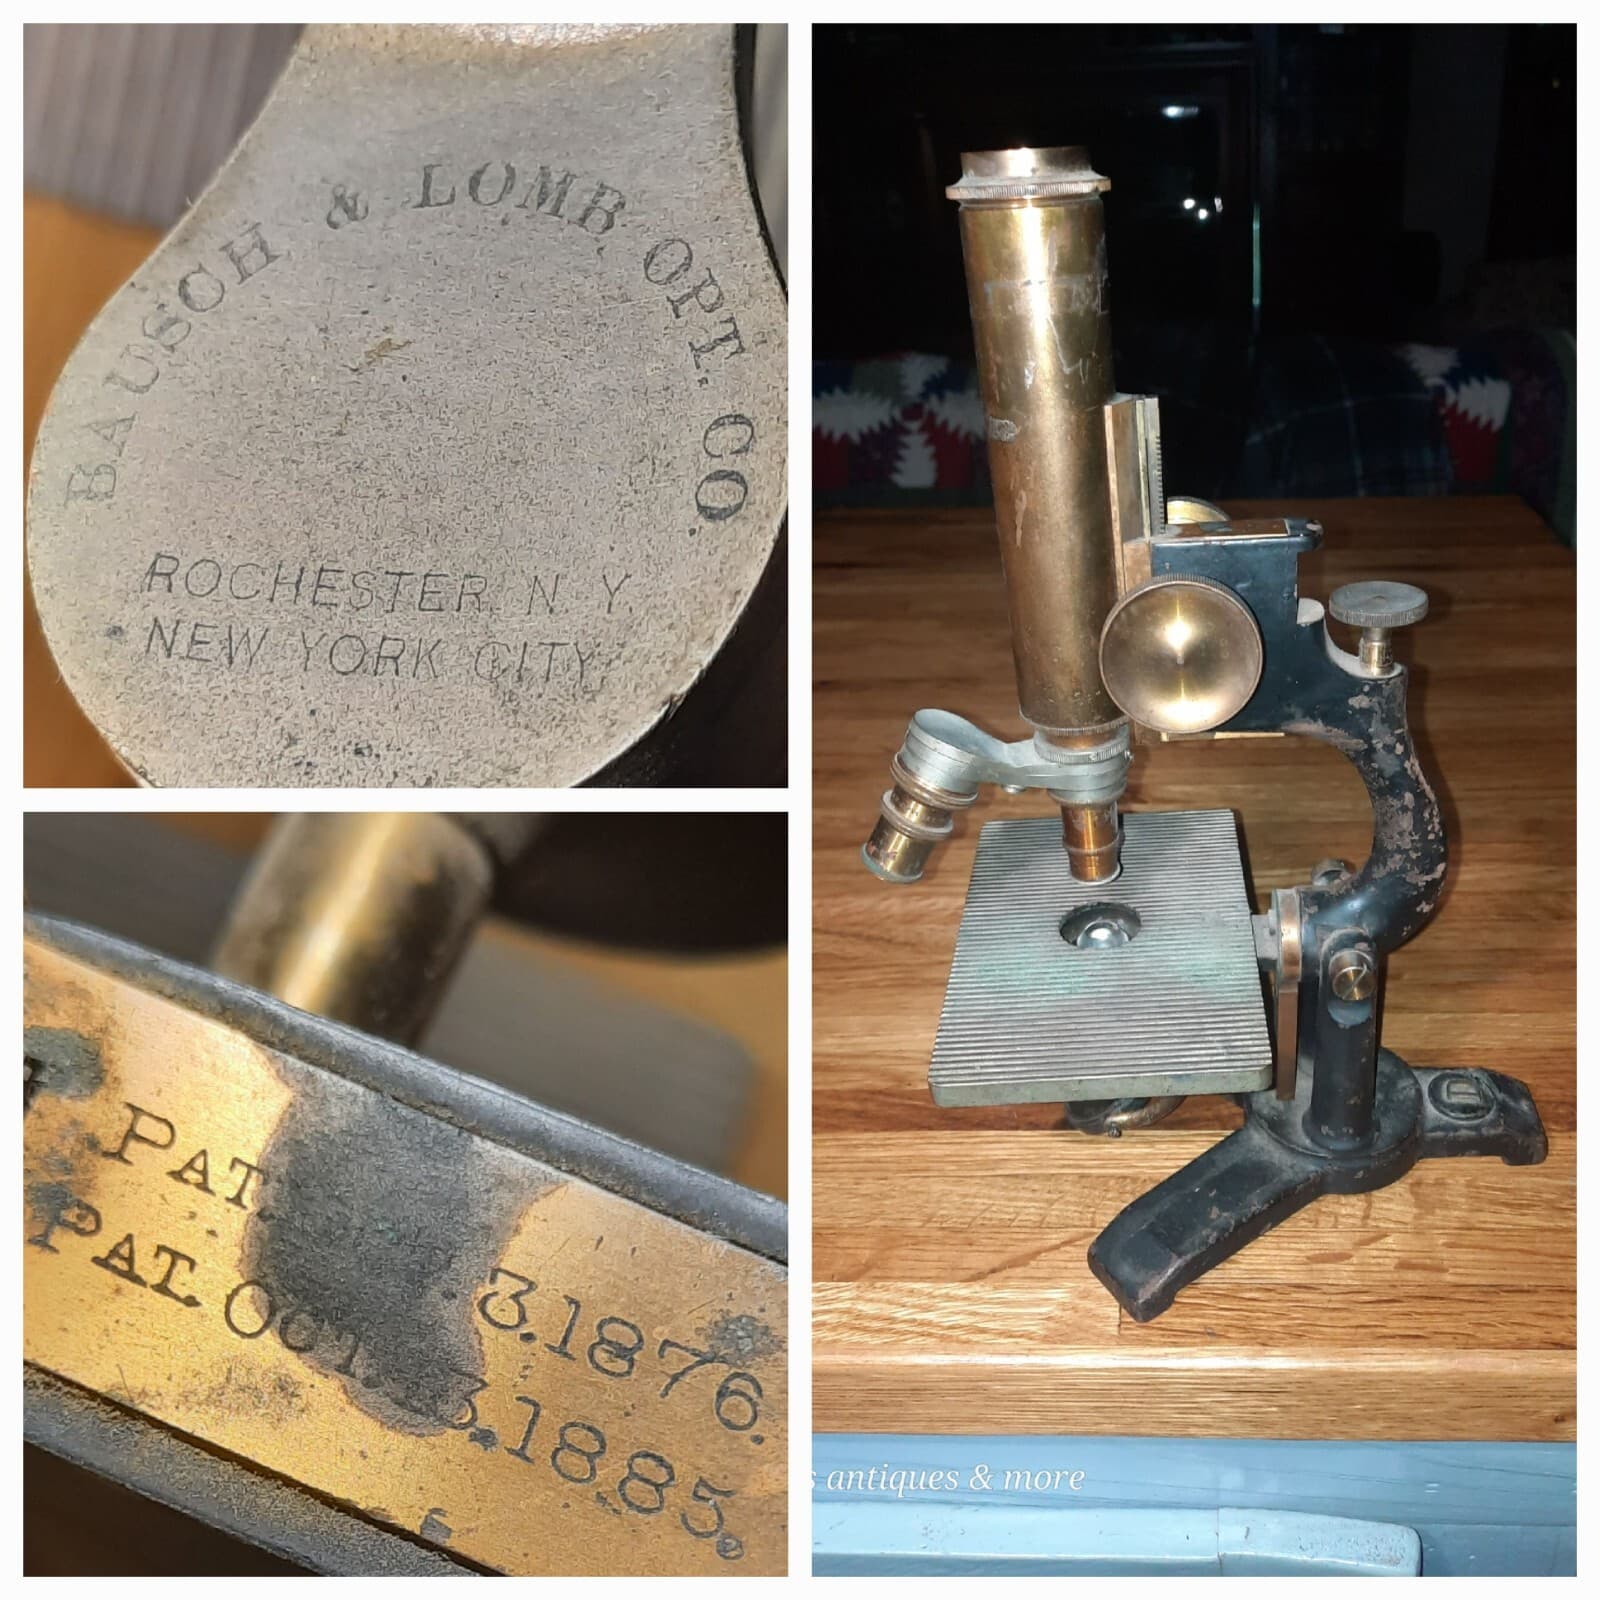 BAUSCH & LOMB OPT. CO.
ROCHESTER N Y.
NEW YORK CITY.
PAT. 3.1876.
PAT. OCT. 3.1885.
antiques & more